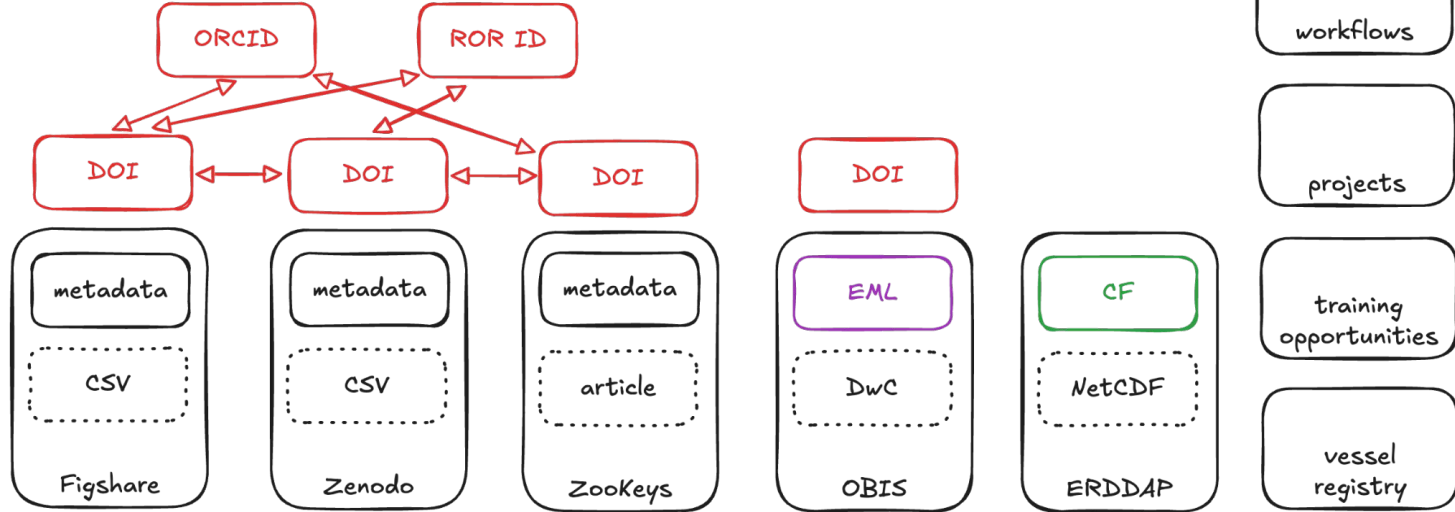 ORCID
ROR ID
workflows
DOI
DOI
DOI
DOI
projects
metadata
metadata
metadata
EML
CF
training
opportunities
CSV
CSV
article
DwC
NetCDF
Figshare
Zenodo
ZooKeys
OBIS
ERDDAP
vessel
registry